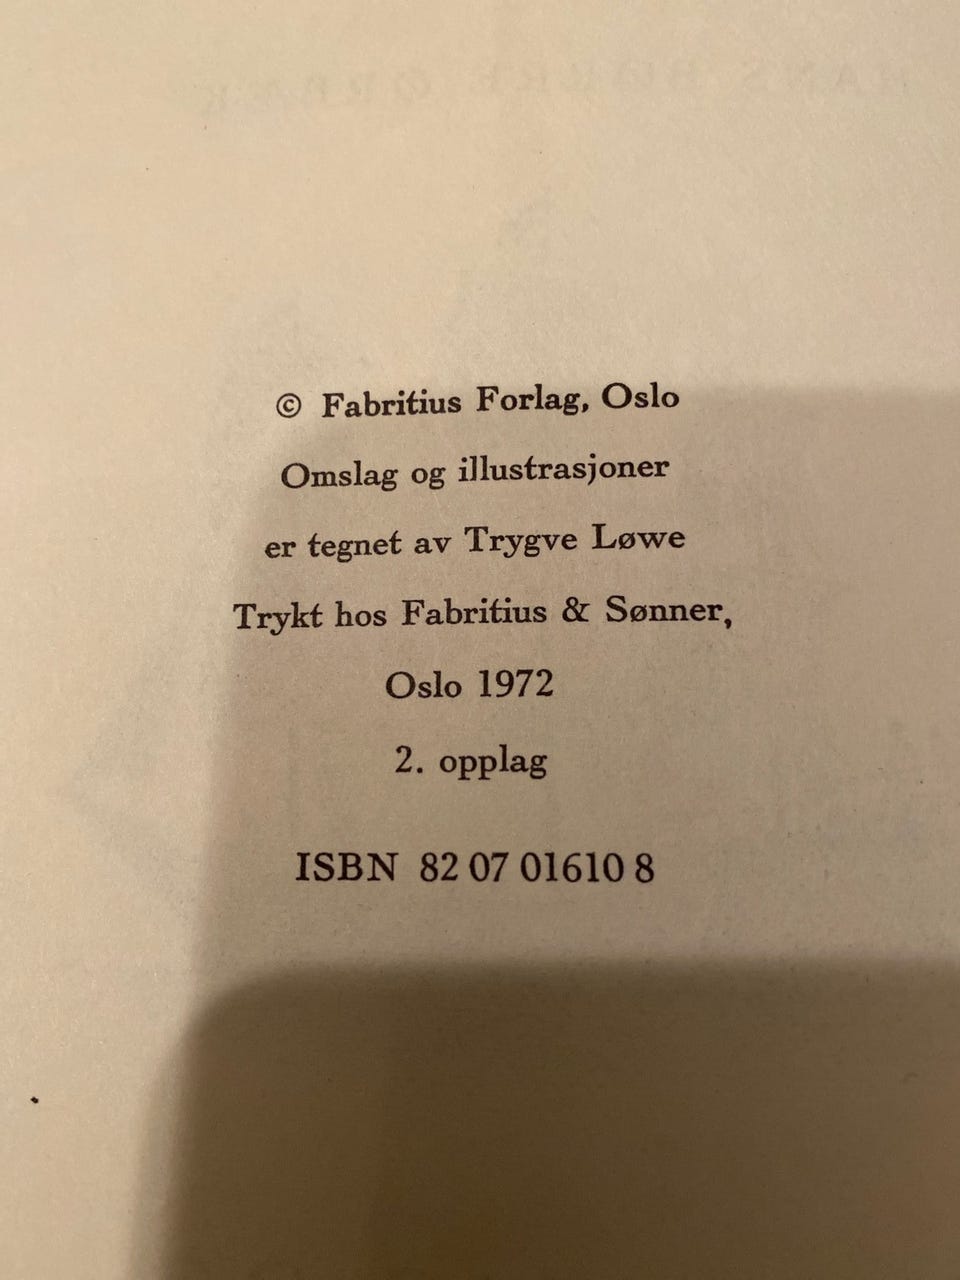 © Fabritius Forlag, Oslo
Omslag og illustrasjoner
er tegnet av Trygve Løwe
Trykt hos Fabritius & Sønner,
Oslo 1972
2. opplag
ISBN 82 07 01610 8